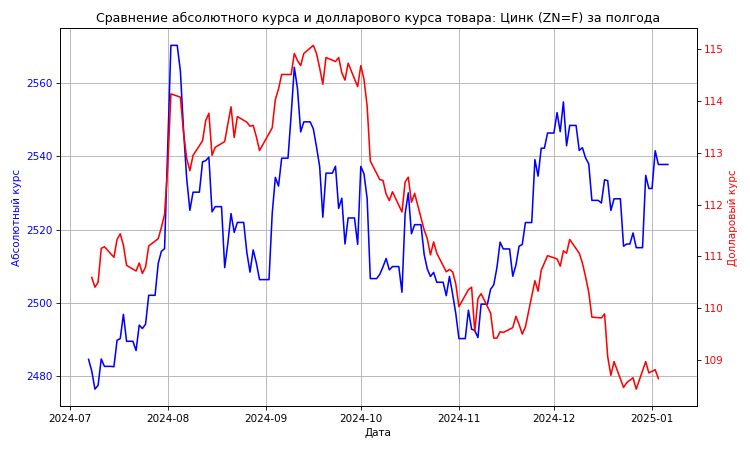 Сравнение абсолютного курса и долларового курса товара: Цинк (ZN=F) за полгода
Абсолютный курс
2560
2540
2520
2500
2480
115
114
113
112
111
110
109
Долларовый курс
2024-07 2024-08 2024-09 2024-10 2024-11 2024-12 2025-01
Дата